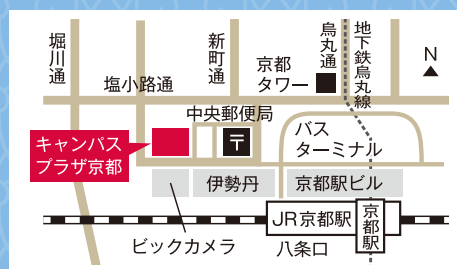 堀川通
新町通
烏丸通
地下鉄烏丸線
N
京都
タワー
塩小路通
中央郵便局
〒
キャンパス
プラザ京都
バス
ターミナル
伊勢丹
京都駅ビル
JR京都駅
京都駅
ビックカメラ
八条口